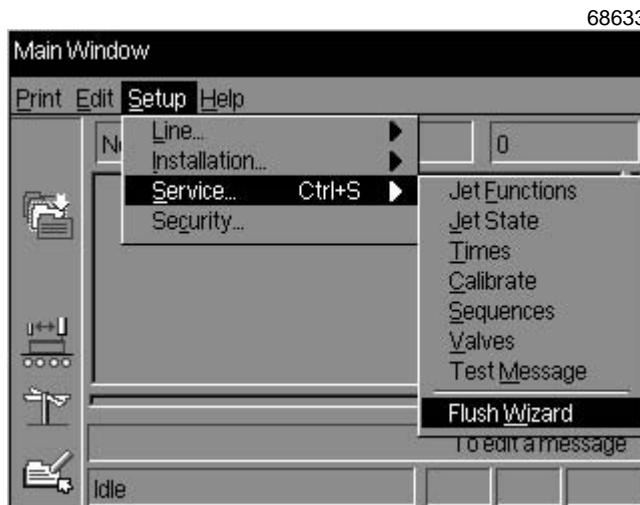 68633
Main Window
Print Edit Setup Help
0
Line...
Installation...
Service... Ctrl+S
Security...
Jet Functions
Jet State
Times
Calibrate
Sequences
Valves
Test Message
Flush Wizard
To edit a message
Idle